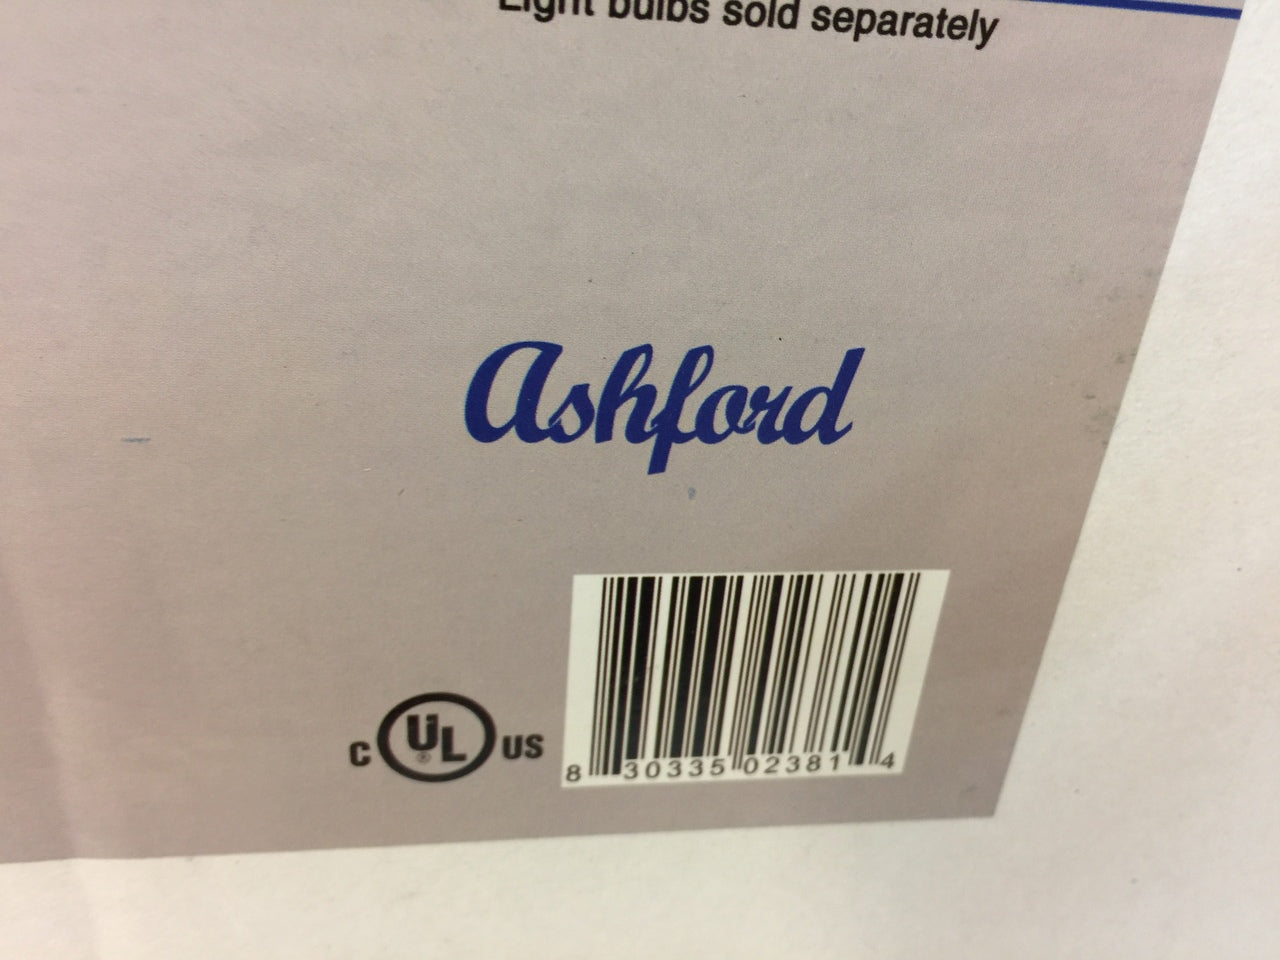 Light bulbs sold separately
Ashford
C UL® US
8 30335 02381 4